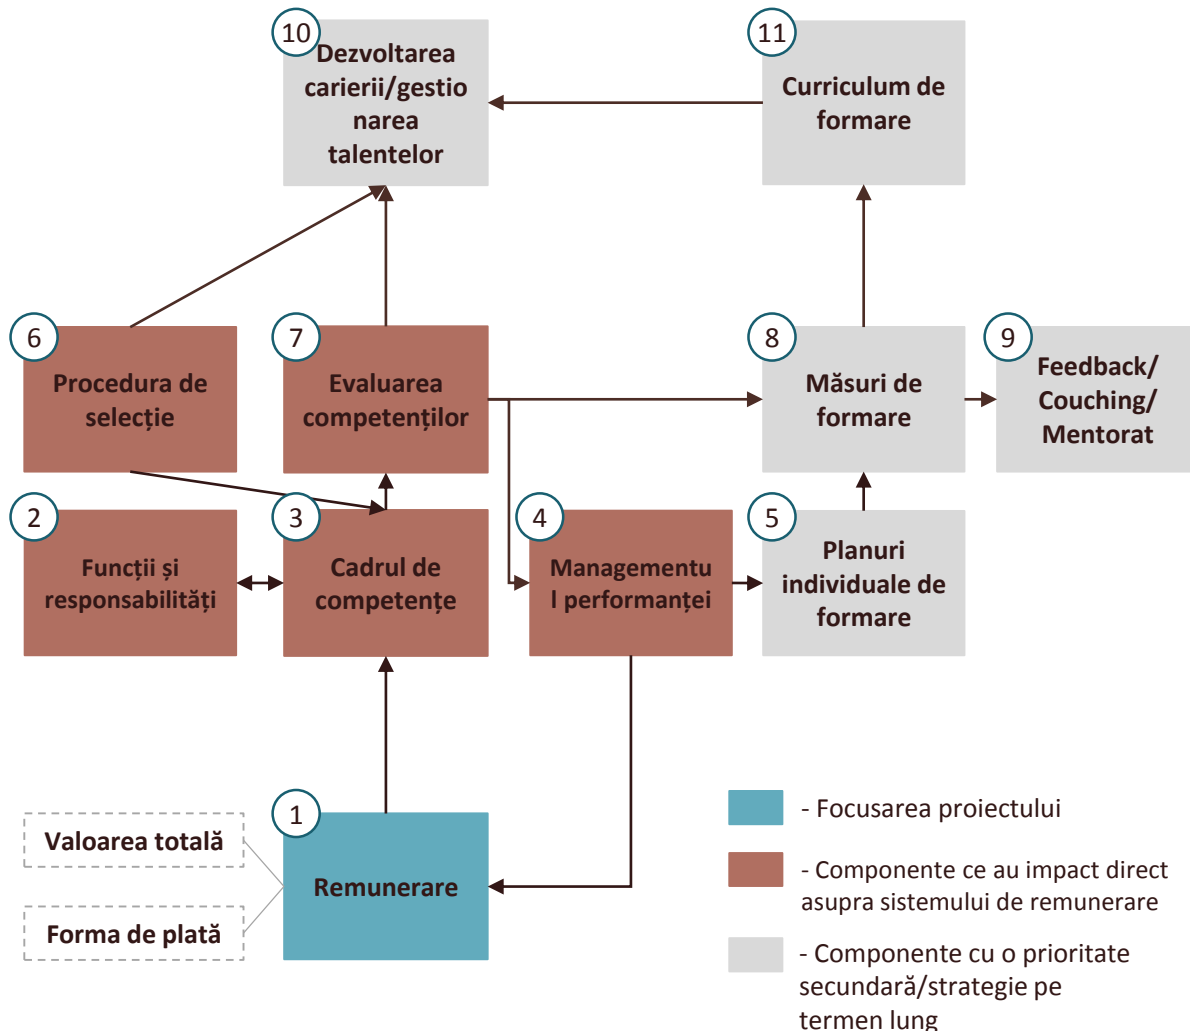 10
Dezvoltarea
carierii/gestio
narea
talentelor
11
Curriculum de
formare
6
Procedura de
selecție
7
Evaluarea
competenților
8
Măsuri de
formare
9
Feedback/
Couching/
Mentorat
2
Funcții și
responsabilități
3
Cadrul de
competențe
4
Managementu
l performanței
5
Planuri
individuale de
formare
1
Remunerare
Valoarea totală
Forma de plată
- Focusarea proiectului
- Componente ce au impact direct
asupra sistemului de remunerare
- Componente cu o prioritate
secundară/strategie pe
termen lung